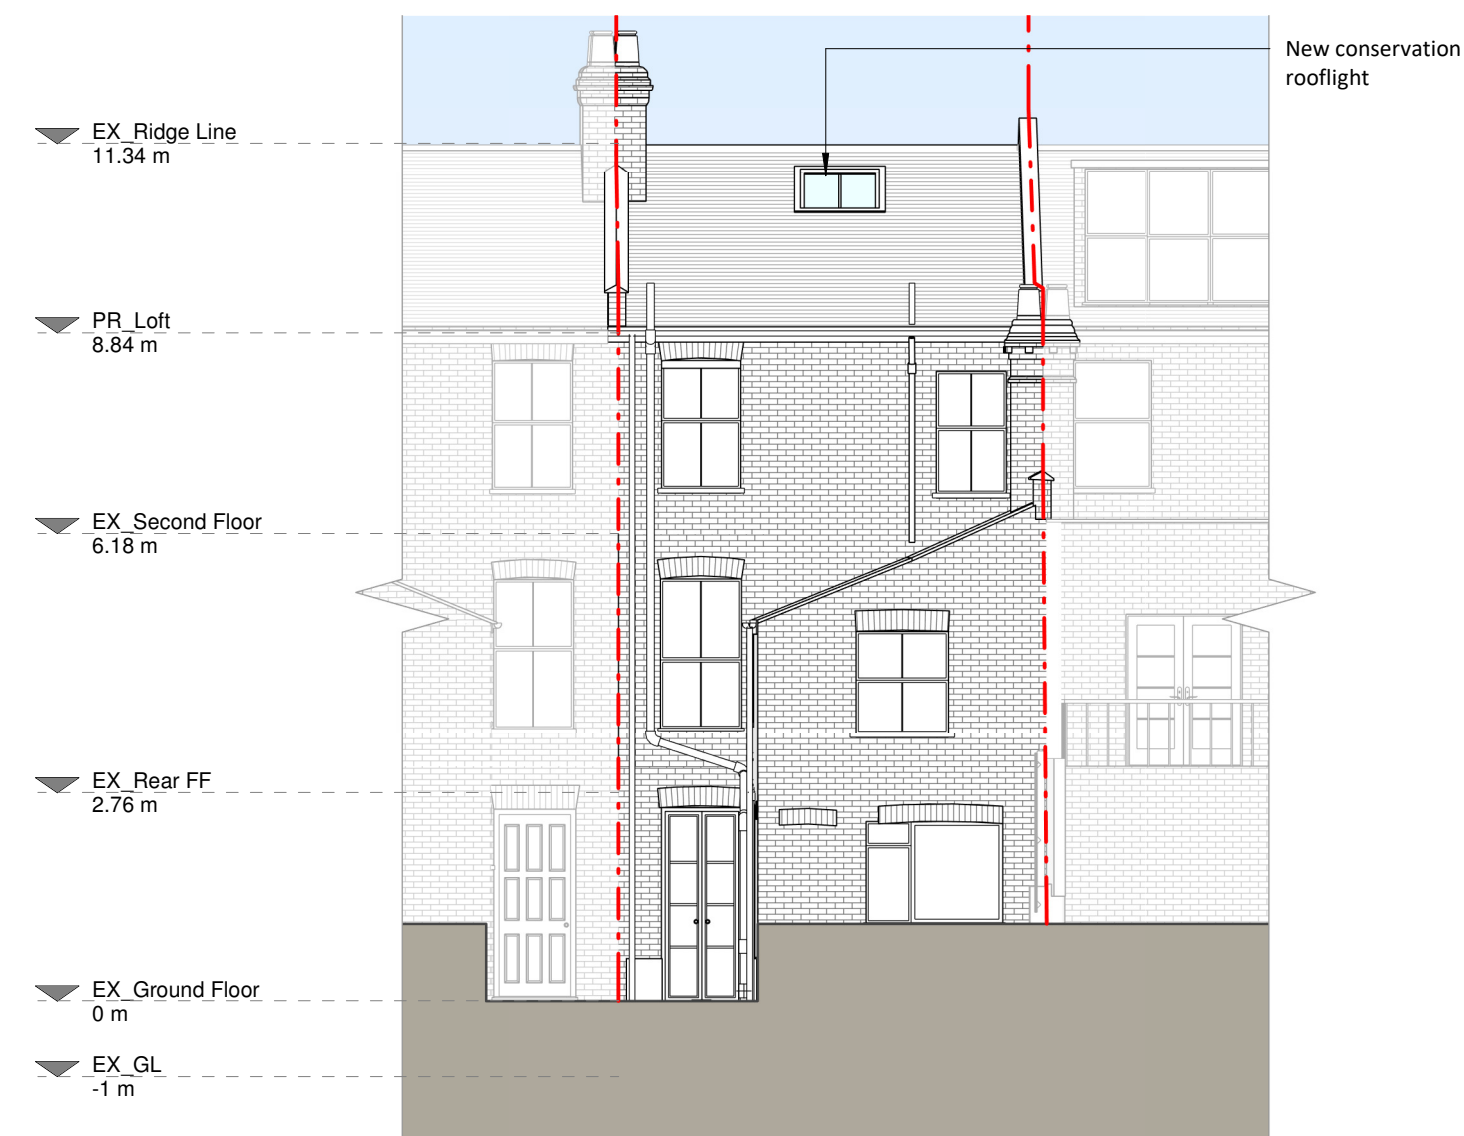 New conservation
rooflight
EX_Ridge Line
11.34 m
PR_Loft
8.84 m
EX_Second Floor
6.18 m
EX_Rear FF
2.76 m
EX_Ground Floor
0 m
EX_GL
-1 m